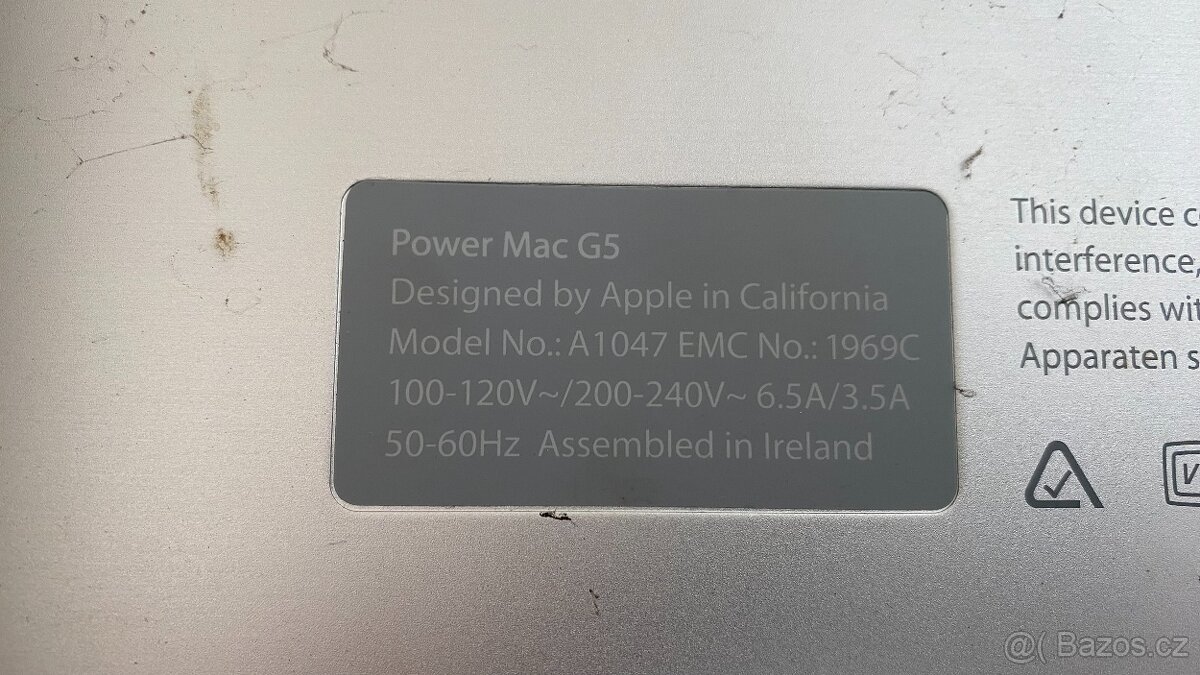 Power Mac G5
Designed by Apple in California
Model No.: A1047 EMC No.: 1969C
100-120V~/200-240V~ 6.5A/3.5A
50-60Hz Assembled in Ireland
This device c
interference,
complies wit
Apparaten s
V
@( Bazos.cz